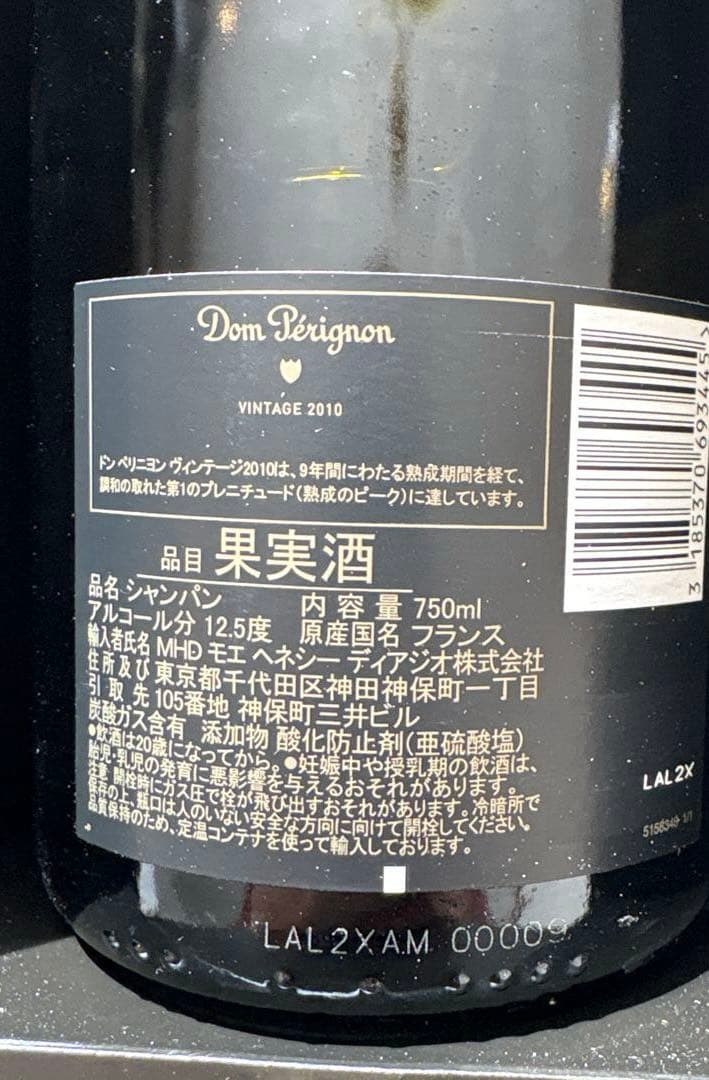 Dom Pérignon
VINTAGE 2010
ドン ペリニヨン ヴィンテージ2010は、9年間にわたる熟成期間を経て、
調和の取れた第1のプレニチュード(熟成のピーク)に達しています。
品目 果実酒
品名 シャンパン 内容量 750ml
アルコール分 12.5度 原産国名 フランス
輸入者氏名 MHD モエ ヘネシー ディアジオ株式会社
住所及び 東京都千代田区神田神保町一丁目
引取先 105番地 神保町三井ビル
炭酸ガス含有 添加物 酸化防止剤(亜硫酸塩)
●飲酒は20歳になってから。●妊娠中や授乳期の飲酒は、
胎児・乳児の発育に悪影響を与えるおそれがあります。
注意 開栓時にガス圧で栓が飛び出すおそれがあります。冷暗所で
保存の上、瓶口は人のいない安全な方向に向けて開栓してください。
品質保持のため、定温コンテナを使って輸入しております。
3 185370 693445 >
LAL2X
5158349 1/1
LAL2XAM 00009